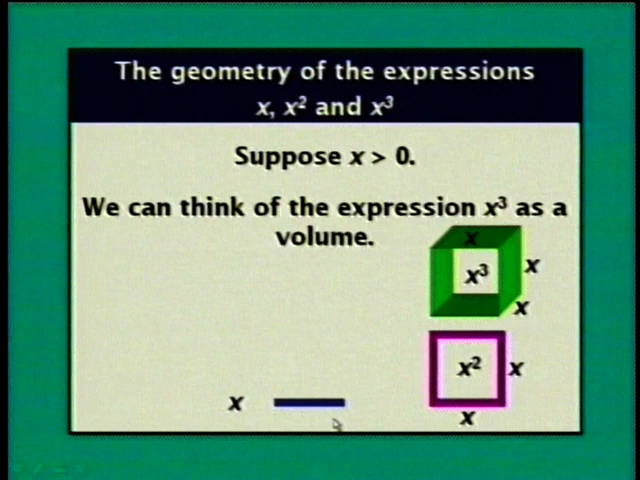 The geometry of the expressions
x, x² and x³
Suppose x > 0.
We can think of the expression x³ as a
volume.
x
x³ x
x
x² x
x
x